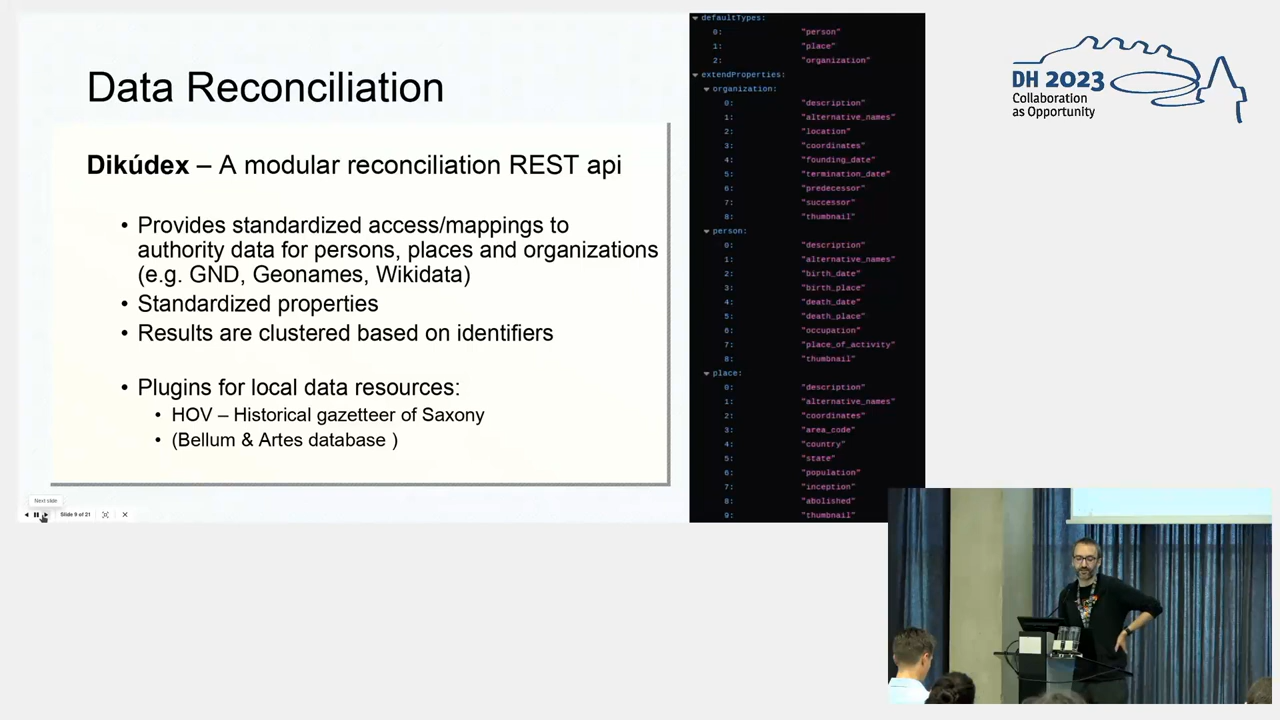 Data Reconciliation
Dikúdex – A modular reconciliation REST api
• Provides standardized access/mappings to
authority data for persons, places and organizations
(e.g. GND, Geonames, Wikidata)
• Standardized properties
• Results are clustered based on identifiers
• Plugins for local data resources:
• HOV – Historical gazetteer of Saxony
• (Bellum & Artes database )
Next slide
Slide 9 of 21
defaultTypes:
0: "person"
1: "place"
2: "organization"
extendProperties:
organization:
0: "description"
1: "alternative_names"
2: "location"
3: "coordinates"
4: "founding_date"
5: "termination_date"
6: "predecessor"
7: "successor"
8: "thumbnail"
person:
0: "description"
1: "alternative_names"
2: "birth_date"
3: "birth_place"
4: "death_date"
5: "death_place"
6: "occupation"
7: "place_of_activity"
8: "thumbnail"
place:
0: "description"
1: "alternative_names"
2: "coordinates"
3: "area_code"
4: "country"
5: "state"
6: "population"
7: "inception"
8: "abolished"
9: "thumbnail"
DH 2023
Collaboration
as Opportunity